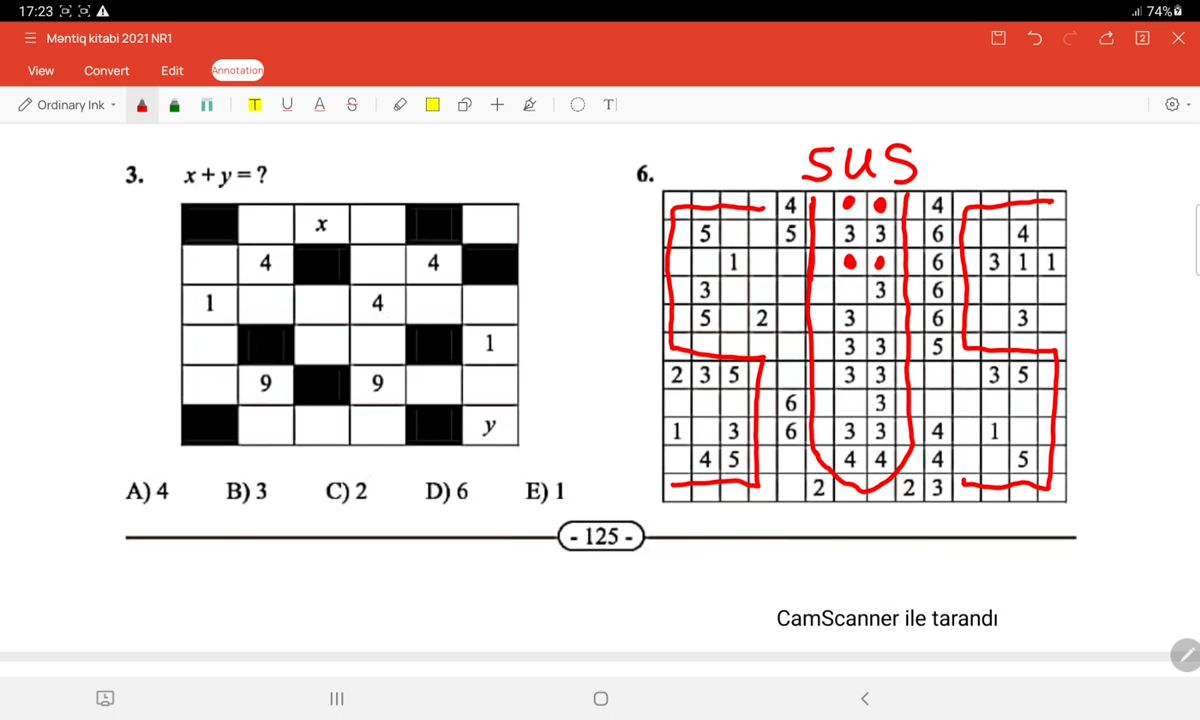 17:23
74%
Məntiq kitabi 2021 NR1
2
View Convert Edit Annotation
Ordinary Ink T U A S T
3. x + y = ?
x
4 4
1 4
1
9 9
y
A) 4 B) 3 C) 2 D) 6 E) 1
6.
SUS
4 4
5 5 3 3 6 4
1 6 3 1 1
3 3 6
5 2 3 6 3
3 3 5
2 3 5 3 3 3 5
6 3
1 3 6 3 3 4 1
4 5 4 4 4 5
2 2 3
- 125 -
CamScanner ile tarandı